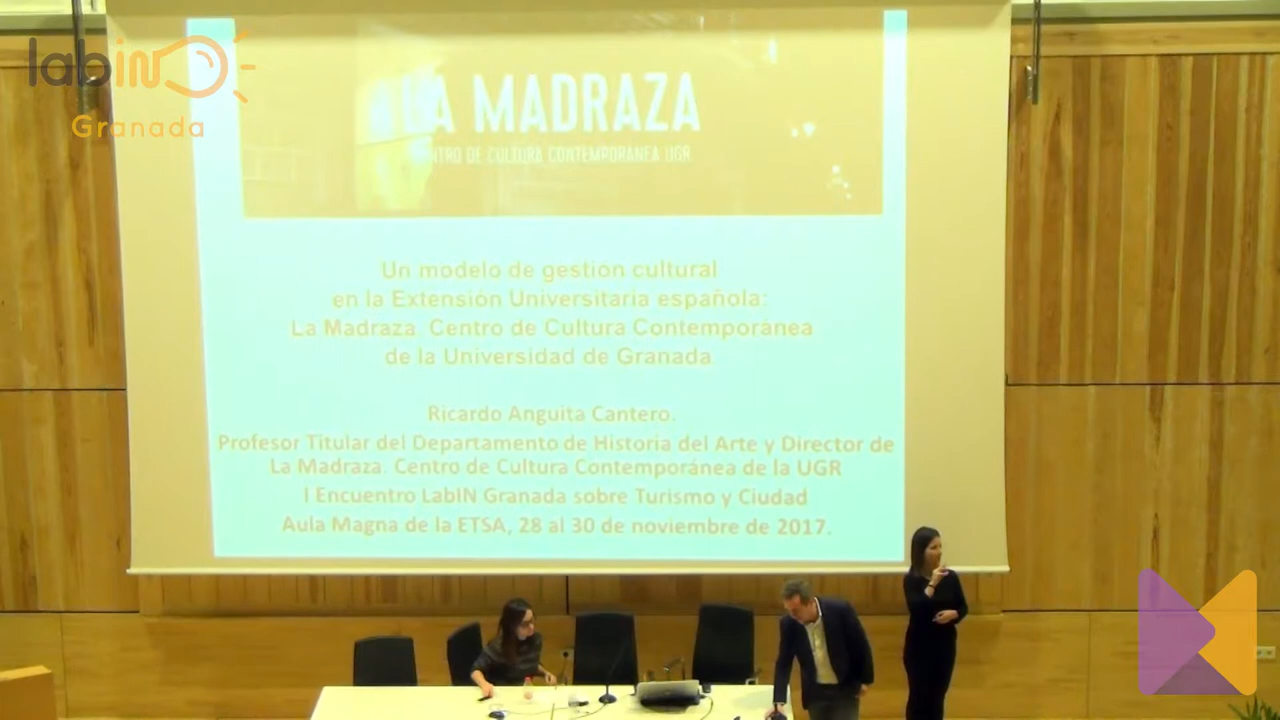 labin
Granada
LA MADRAZA
CENTRO DE CULTURA CONTEMPORÁNEA UGR
Un modelo de gestión cultural
en la Extensión Universitaria española:
La Madraza. Centro de Cultura Contemporánea
de la Universidad de Granada
Ricardo Anguita Cantero.
Profesor Titular del Departamento de Historia del Arte y Director de
La Madraza. Centro de Cultura Contemporánea de la UGR
I Encuentro LabIN Granada sobre Turismo y Ciudad
Aula Magna de la ETSA, 28 al 30 de noviembre de 2017.